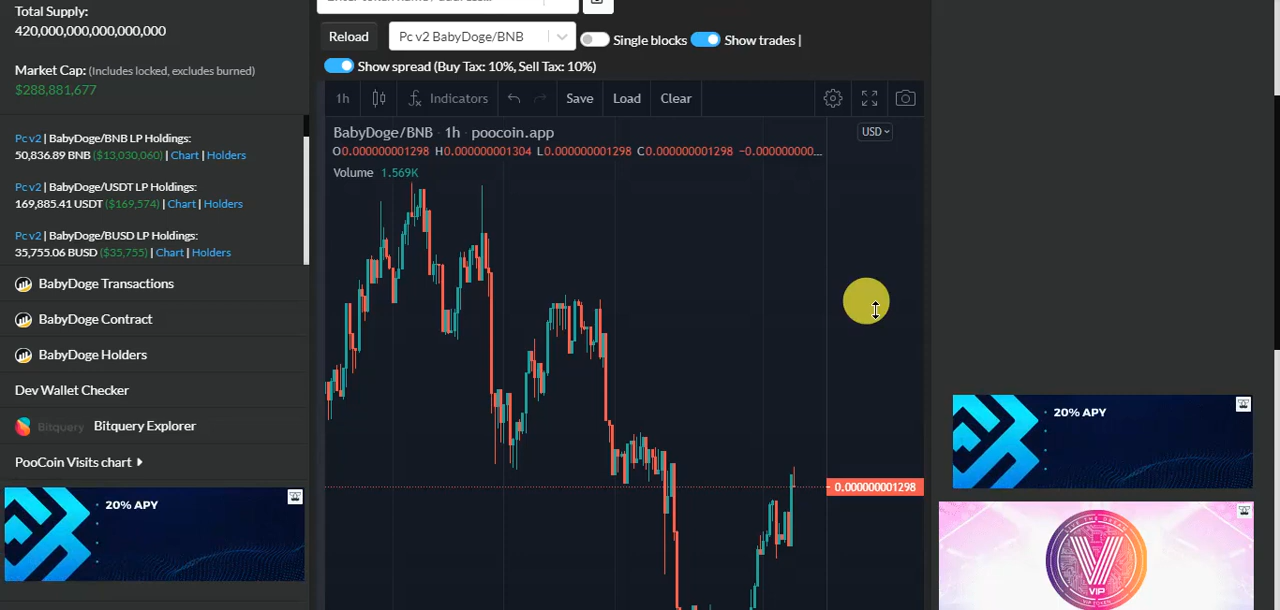 Total Supply:
420,000,000,000,000,000
Market Cap: (Includes locked, excludes burned)
$288,881,677
Pc v2 | BabyDoge/BNB LP Holdings:
50,836.89 BNB ($13,030,060) | Chart | Holders
Pc v2 | BabyDoge/USDT LP Holdings:
169,885.41 USDT ($169,574) | Chart | Holders
Pc v2 | BabyDoge/BUSD LP Holdings:
35,755.06 BUSD ($35,755) | Chart | Holders
BabyDoge Transactions
BabyDoge Contract
BabyDoge Holders
Dev Wallet Checker
Bitquery Bitquery Explorer
PooCoin Visits chart
20% APY
Reload
Pc v2 BabyDoge/BNB
Single blocks
Show trades |
Show spread (Buy Tax: 10%, Sell Tax: 10%)
1h
Indicators
Save
Load
Clear
BabyDoge/BNB · 1h · poocoin.app
USD
O0.000000001298 H0.000000001304 L0.000000001298 C0.000000001298 −0.000000000...
Volume 1.569K
0.000000001298
20% APY
VIP